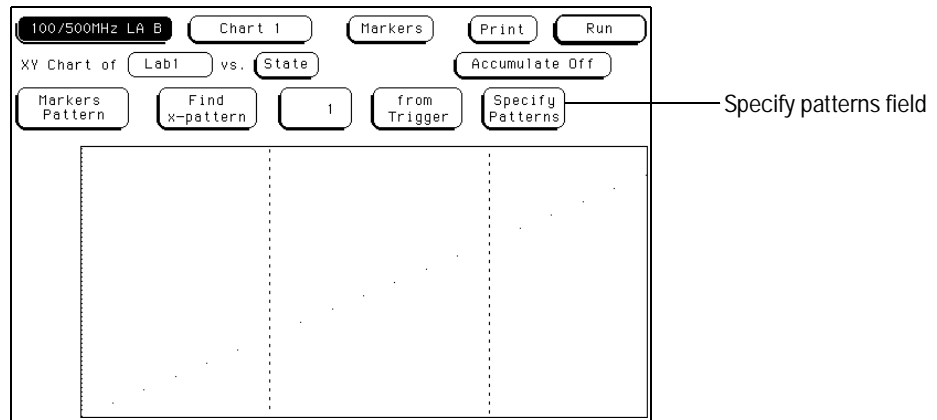 100/500MHz LA B Chart 1 Markers Print Run
XY Chart of Lab1 vs. State Accumulate Off
Markers Pattern Find x-pattern 1 from Trigger Specify Patterns
Specify patterns field